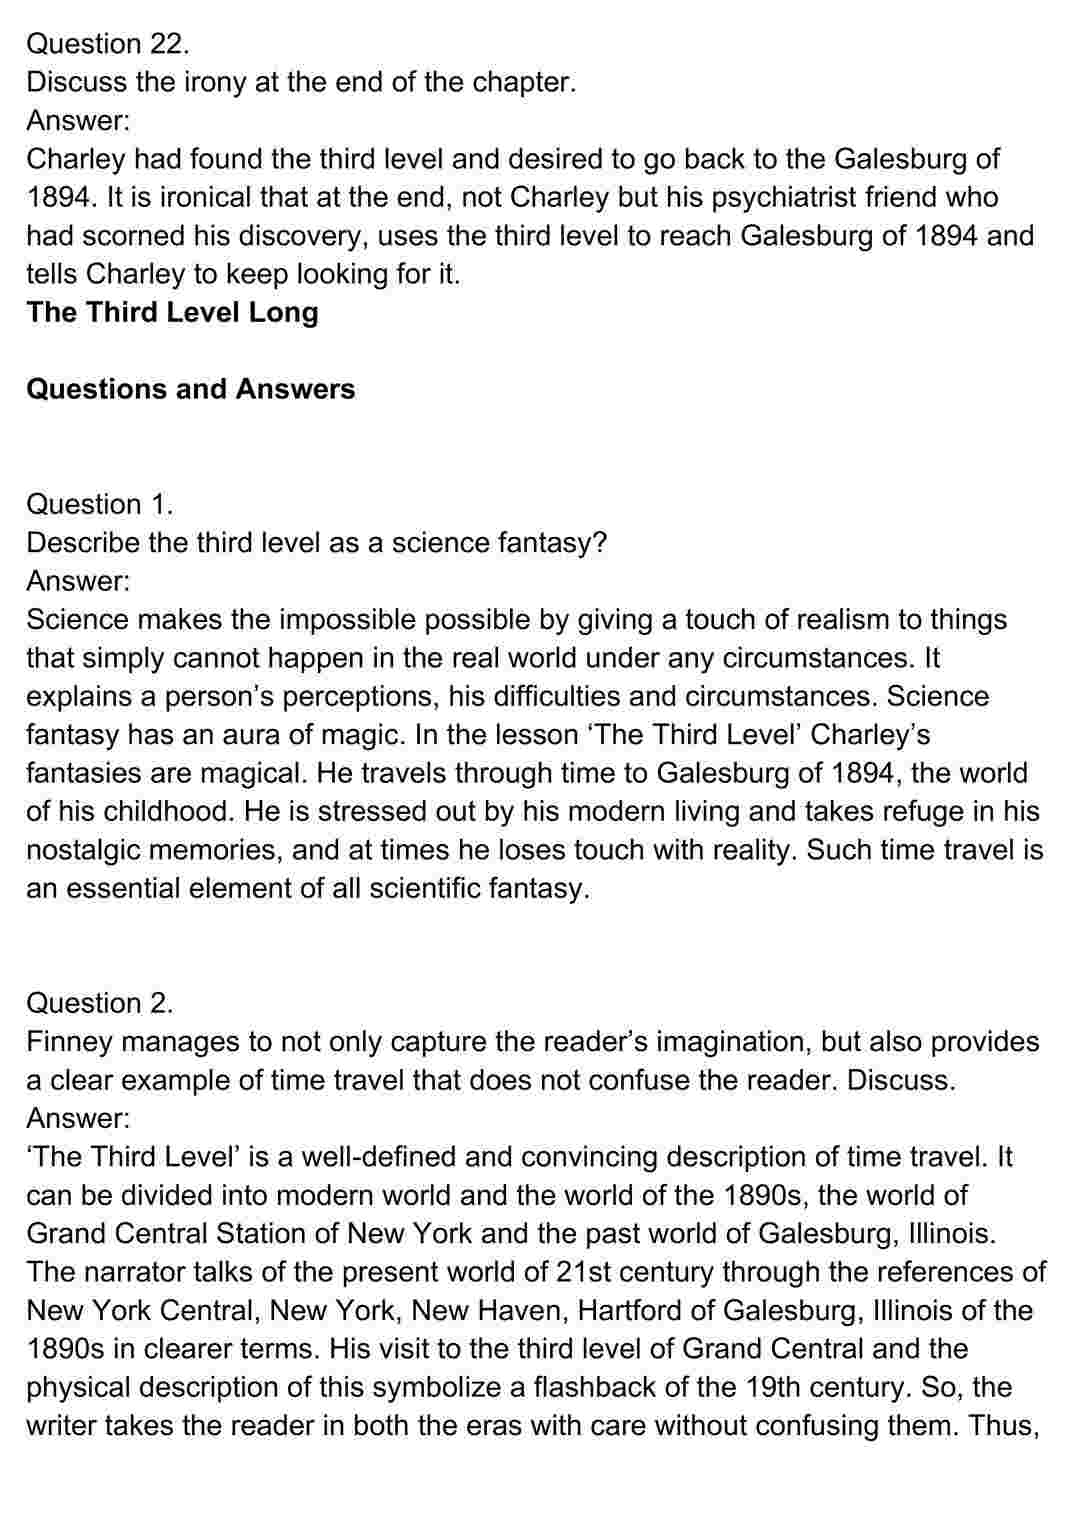 Question 22.
Discuss the irony at the end of the chapter.
Answer:
Charley had found the third level and desired to go back to the Galesburg of
1894. It is ironical that at the end, not Charley but his psychiatrist friend who
had scorned his discovery, uses the third level to reach Galesburg of 1894 and
tells Charley to keep looking for it.
The Third Level Long
Questions and Answers
Question 1.
Describe the third level as a science fantasy?
Answer:
Science makes the impossible possible by giving a touch of realism to things
that simply cannot happen in the real world under any circumstances. It
explains a person’s perceptions, his difficulties and circumstances. Science
fantasy has an aura of magic. In the lesson ‘The Third Level’ Charley’s
fantasies are magical. He travels through time to Galesburg of 1894, the world
of his childhood. He is stressed out by his modern living and takes refuge in his
nostalgic memories, and at times he loses touch with reality. Such time travel is
an essential element of all scientific fantasy.
Question 2.
Finney manages to not only capture the reader’s imagination, but also provides
a clear example of time travel that does not confuse the reader. Discuss.
Answer:
‘The Third Level’ is a well-defined and convincing description of time travel. It
can be divided into modern world and the world of the 1890s, the world of
Grand Central Station of New York and the past world of Galesburg, Illinois.
The narrator talks of the present world of 21st century through the references of
New York Central, New York, New Haven, Hartford of Galesburg, Illinois of the
1890s in clearer terms. His visit to the third level of Grand Central and the
physical description of this symbolize a flashback of the 19th century. So, the
writer takes the reader in both the eras with care without confusing them. Thus,